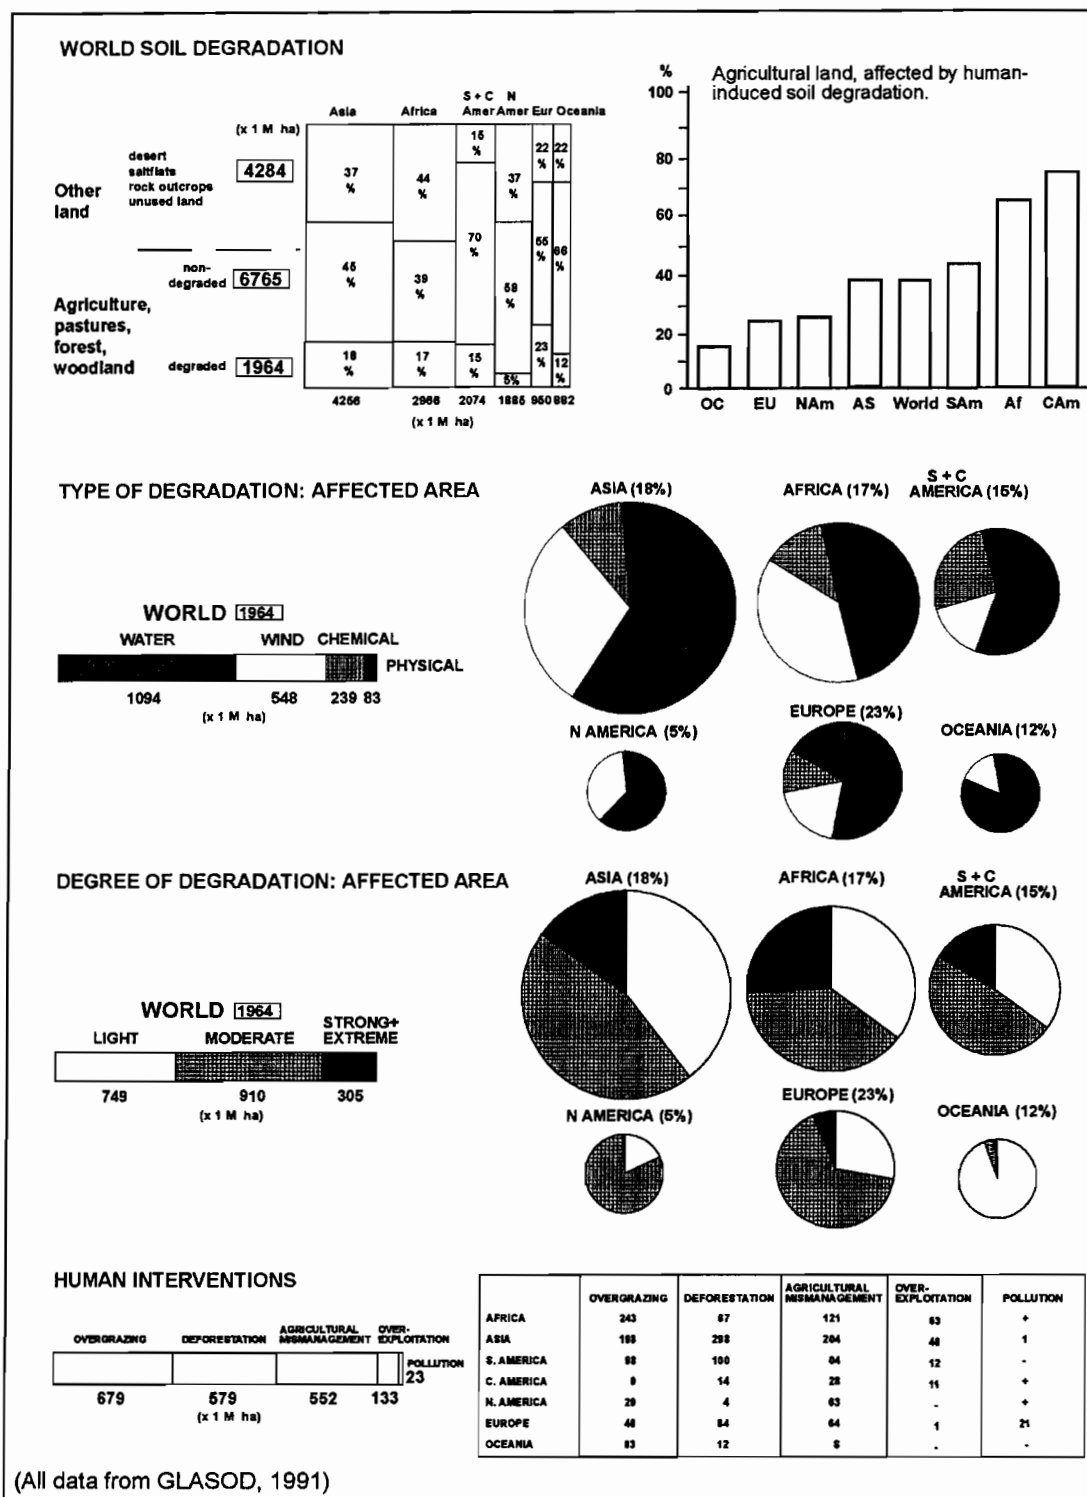 WORLD SOIL DEGRADATION
Asia Africa S + C Amer N Amer Eur Oceania
(x 1 M ha)
Other land
desert
saltflats
rock outcrops
unused land
4284
37 % 44 % 15 % 37 % 22 % 22 %
Agriculture, pastures, forest, woodland
non-degraded 6765
45 % 39 % 70 % 58 % 55 % 66 %
degraded 1964
18 % 17 % 15 % 5% 23 % 12 %
4256 2966 2074 1885 950 882
(x 1 M ha)
%
Agricultural land, affected by human-
induced soil degradation.
100
80
60
40
20
0
OC EU NAm AS World SAm Af CAm
TYPE OF DEGRADATION: AFFECTED AREA
WORLD 1964
WATER WIND CHEMICAL
PHYSICAL
1094 548 239 83
(x 1 M ha)
ASIA (18%)
AFRICA (17%)
S + C
AMERICA (15%)
N AMERICA (5%)
EUROPE (23%)
OCEANIA (12%)
DEGREE OF DEGRADATION: AFFECTED AREA
WORLD 1964
LIGHT MODERATE STRONG+ EXTREME
749 910 305
(x 1 M ha)
ASIA (18%)
AFRICA (17%)
S + C
AMERICA (15%)
N AMERICA (5%)
EUROPE (23%)
OCEANIA (12%)
HUMAN INTERVENTIONS
OVERGRAZING DEFORESTATION AGRICULTURAL MISMANAGEMENT OVER-EXPLOITATION
POLLUTION
679 579 552 133 23
(x 1 M ha)
OVERGRAZING DEFORESTATION AGRICULTURAL MISMANAGEMENT OVER-EXPLOITATION POLLUTION
AFRICA 243 67 121 63 +
ASIA 298 204 46 1
S. AMERICA 100 12 -
C. AMERICA 9 14 28 11 +
N. AMERICA 29 4 63 - +
EUROPE 84 64 1 21
OCEANIA 83 12 - -
(All data from GLASOD, 1991)